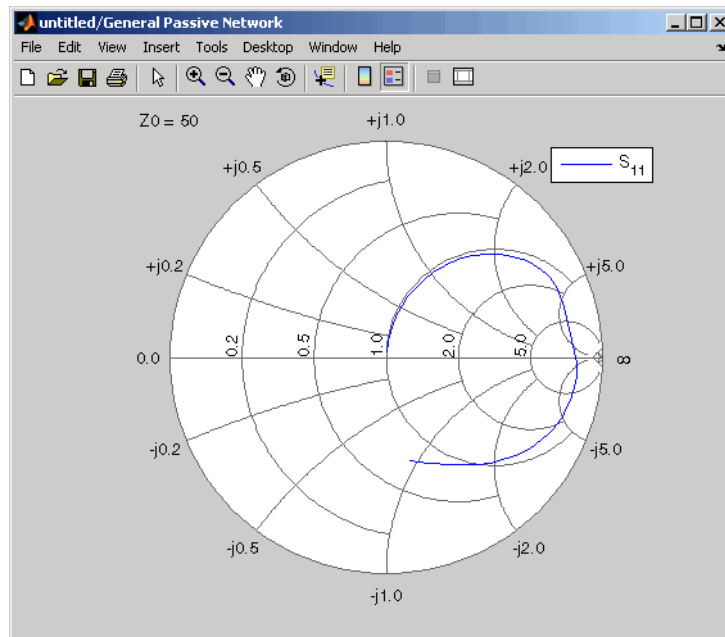 untitled/General Passive Network
File Edit View Insert Tools Desktop Window Help
Z0 = 50
+j1.0
+j0.5
+j2.0
S11
+j0.2
+j5.0
0.0
0.2
0.5
1.0
2.0
5.0
∞
-j0.2
-j5.0
-j0.5
-j2.0
-j1.0